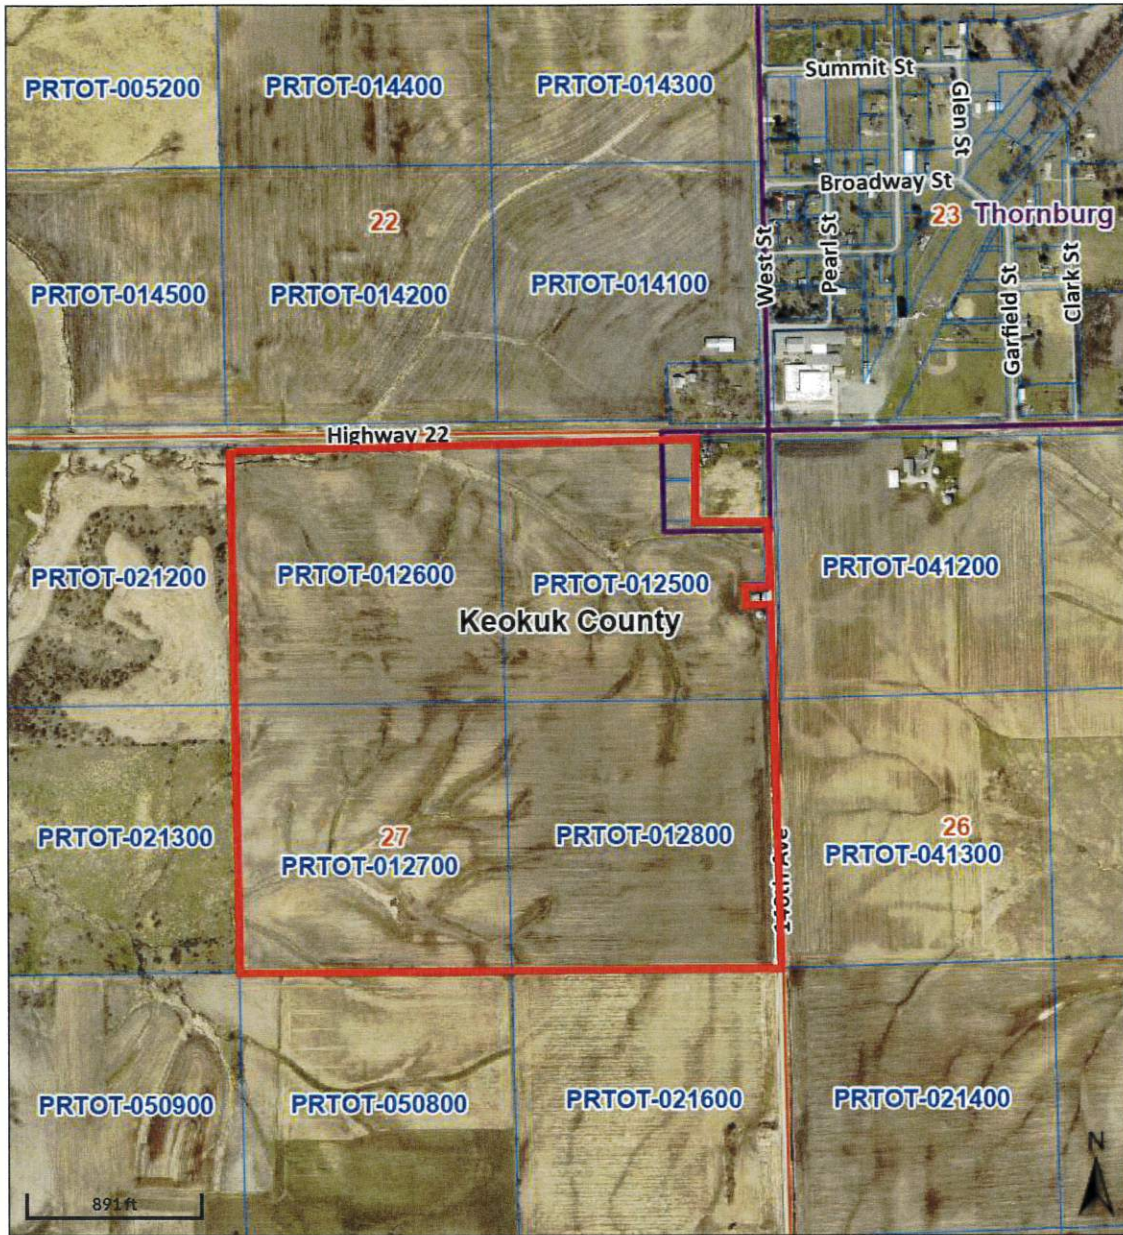 Summit St
PRTOT-005200
PRTOT-014400
PRTOT-014300
Glen St
Broadway St
22
23 Thornburg
West St
Pearl St
Clark St
PRTOT-014500
PRTOT-014200
PRTOT-014100
Garfield St
Highway 22
PRTOT-021200
PRTOT-012600
PRTOT-012500
PRTOT-041200
Keokuk County
PRTOT-021300
27
PRTOT-012700
PRTOT-012800
26
PRTOT-041300
140th Ave
PRTOT-050900
PRTOT-050800
PRTOT-021600
PRTOT-021400
N
891 ft